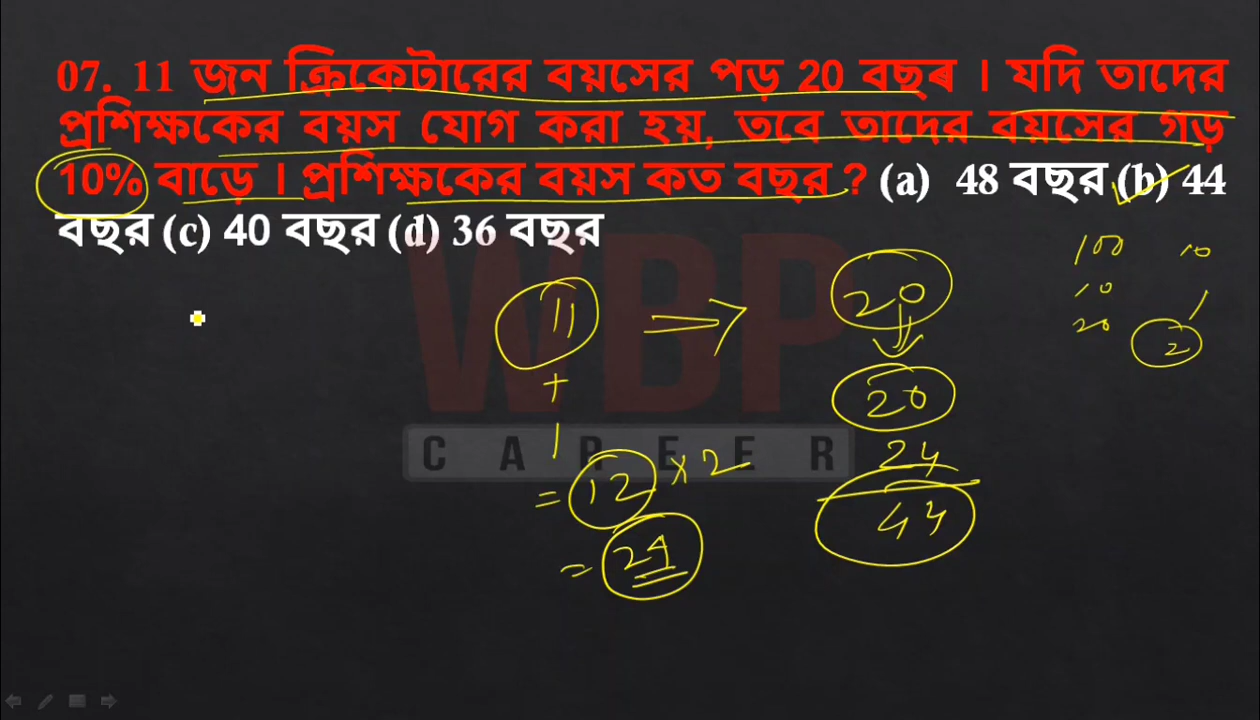 07. 11 জন ক্রিকেটারের বয়সের পড় 20 বছৰ । যদি তাদের
প্রশিক্ষকের বয়স যোগ করা হয়, তবে তাদের বয়সের গড়
10% বাড়ে । প্রশিক্ষকের বয়স কত বছর ? (a) 48 বছর (b) 44
বছর (c) 40 বছর (d) 36 বছর
WBP
CAREER
11 ⇒ 20
+
1
= 12 × 2
= 24
20
24
44
100 10
10 1
20 2